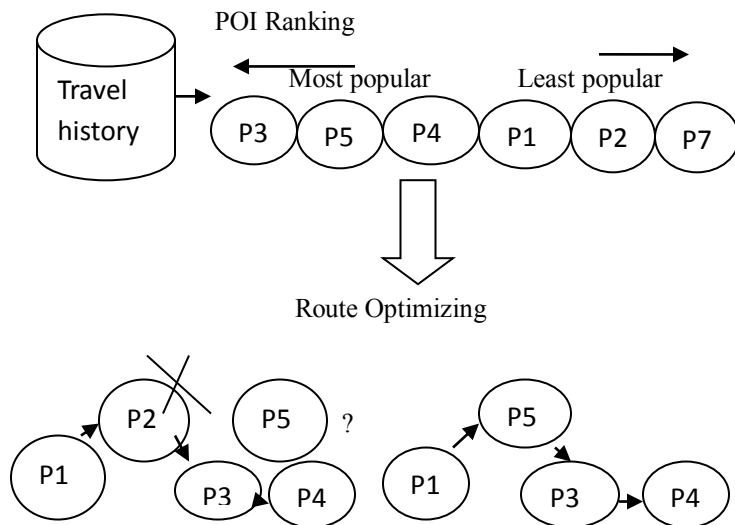 POI Ranking
Most popular Least popular
Travel
history
P3 P5 P4 P1 P2 P7
Route Optimizing
P2 P5 ? P5
P1 P3 P4 P1 P3 P4